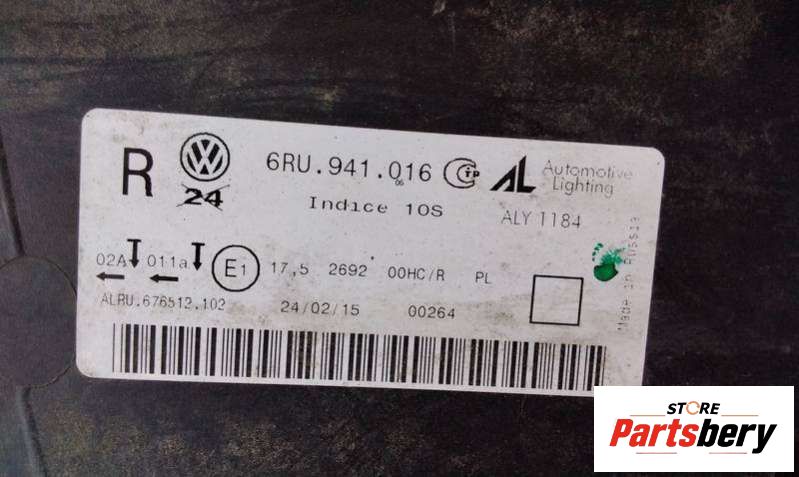 R 6RU.941.016 Automotive
24 06 Lighting
Indice 10S ALY 1184
02A 011a E1 17,5 2692 00HC/R PL
ALRU.676512.102 24/02/15 00264
Made in Russia
STORE
Partsbery